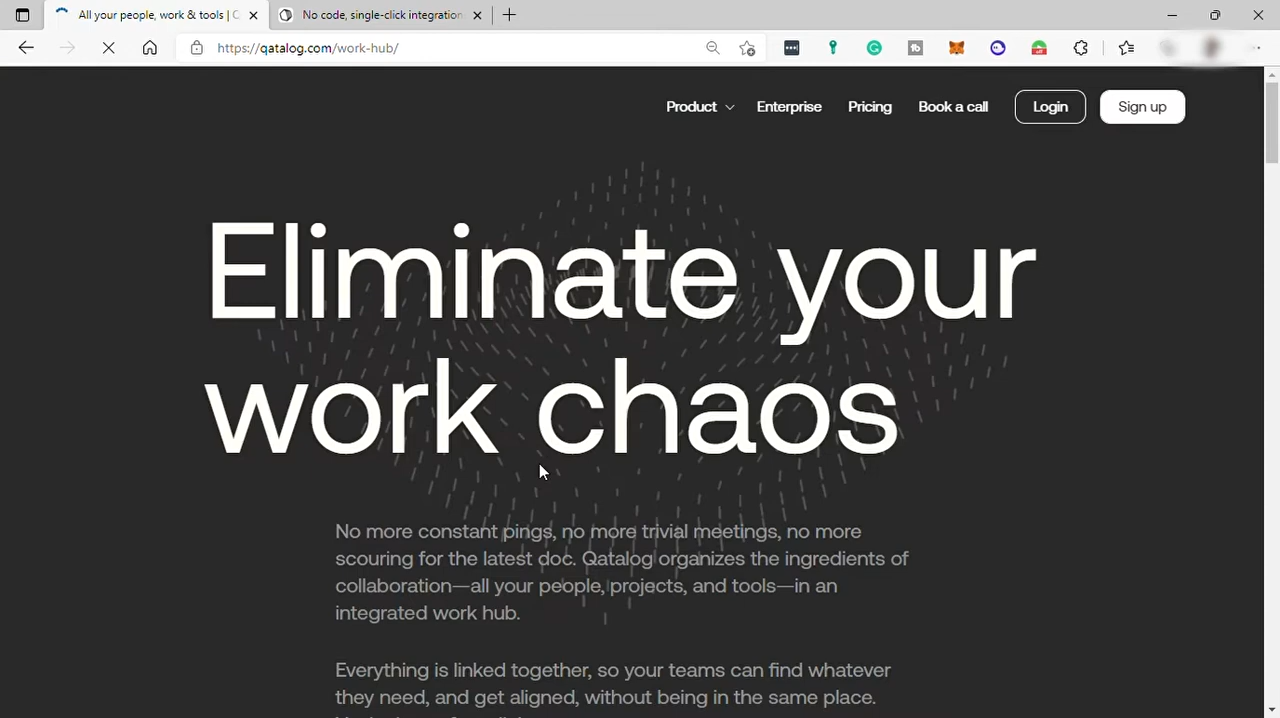 All your people, work & tools | Q
No code, single-click integration
https://qatalog.com/work-hub/
Product
Enterprise
Pricing
Book a call
Login
Sign up
Eliminate your
work chaos
No more constant pings, no more trivial meetings, no more
scouring for the latest doc. Qatalog organizes the ingredients of
collaboration—all your people, projects, and tools—in an
integrated work hub.
Everything is linked together, so your teams can find whatever
they need, and get aligned, without being in the same place.